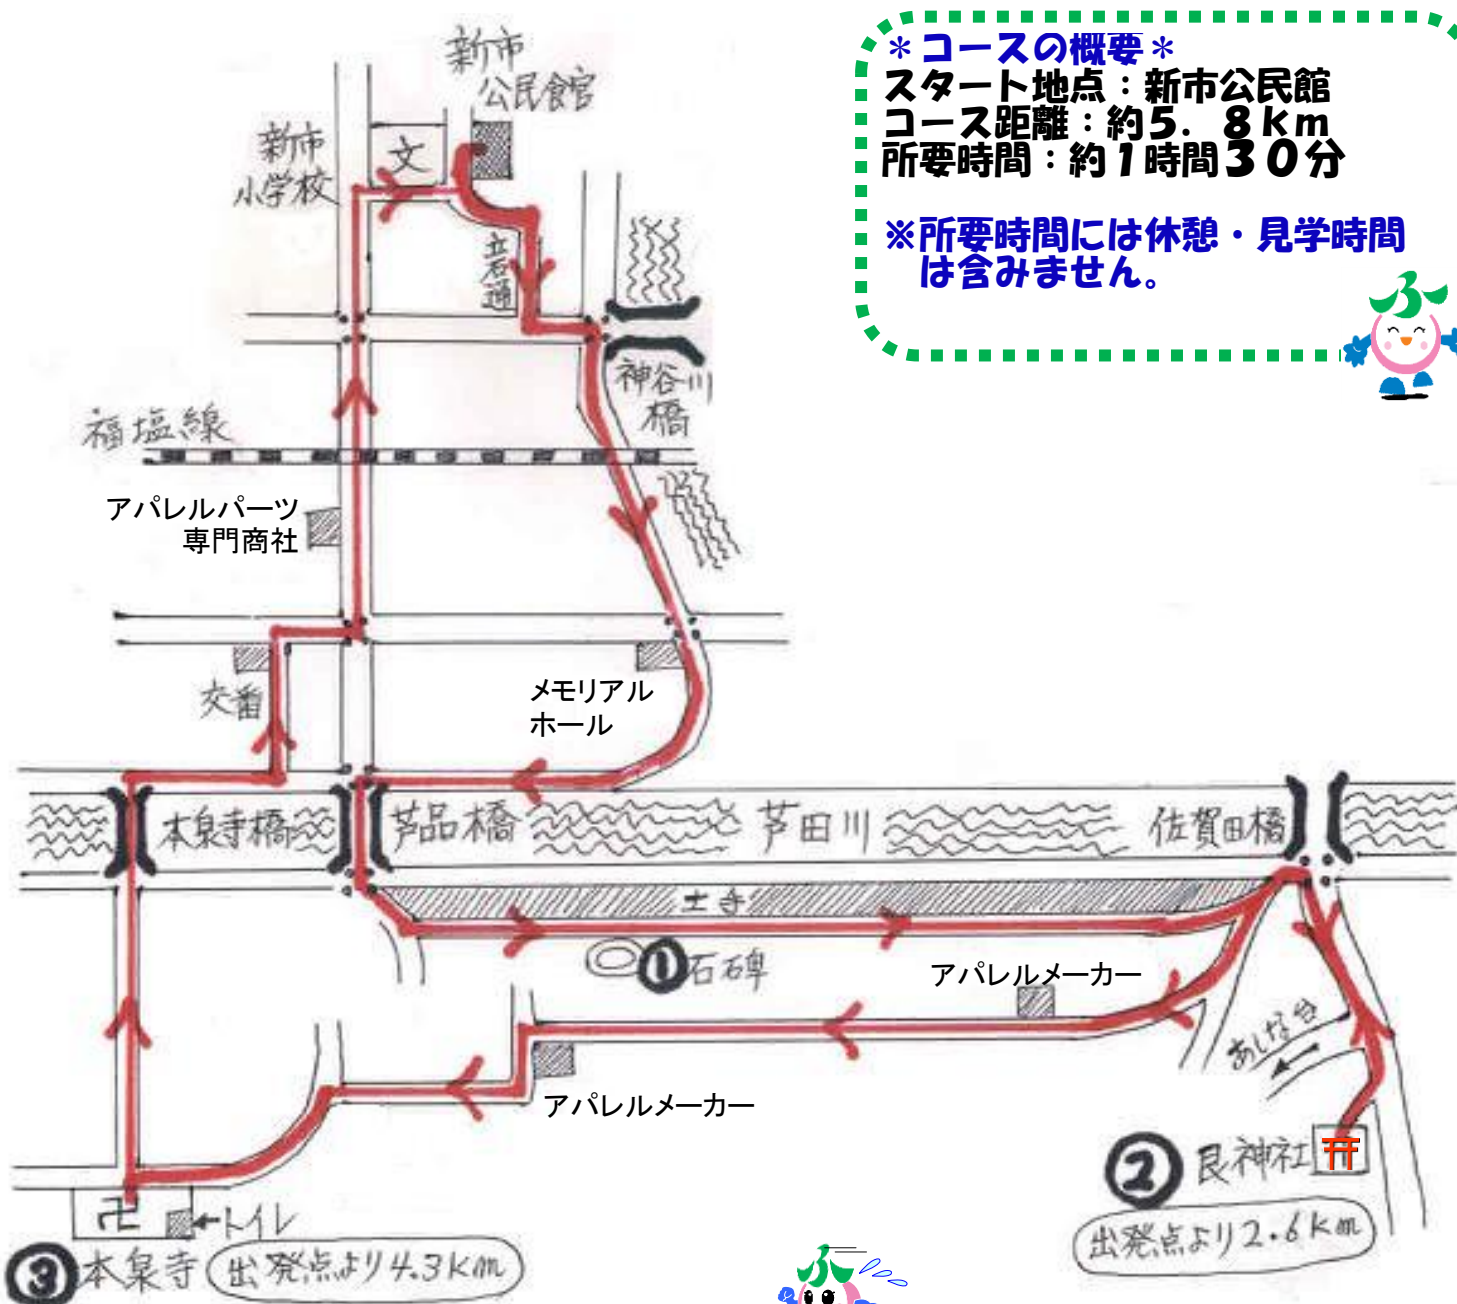 ＊コースの概要＊
スタート地点：新市公民館
コース距離：約５．８ｋｍ
所要時間：約１時間３０分
※所要時間には休憩・見学時間
は含みません。
ふ
新市
公民館
新市
小学校
文
立石通
神谷川
橋
福塩線
アパレルパーツ
専門商社
交番
メモリアル
ホール
本泉寺橋
芦品橋
芦田川
佐賀田橋
土手
①石碑
アパレルメーカー
あしな台
アパレルメーカー
②艮神社
出発点より2.6km
卍
←トイレ
③本泉寺
出発点より4.3km
ふ